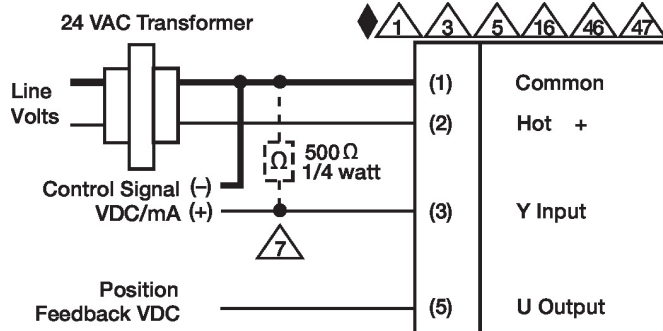 24 VAC Transformer
1 3 5 16 46 47
Line
Volts
(1) Common
(2) Hot +
Ω 500 Ω
1/4 watt
Control Signal (-)
VDC/mA (+)
(3) Y Input
7
Position
Feedback VDC
(5) U Output